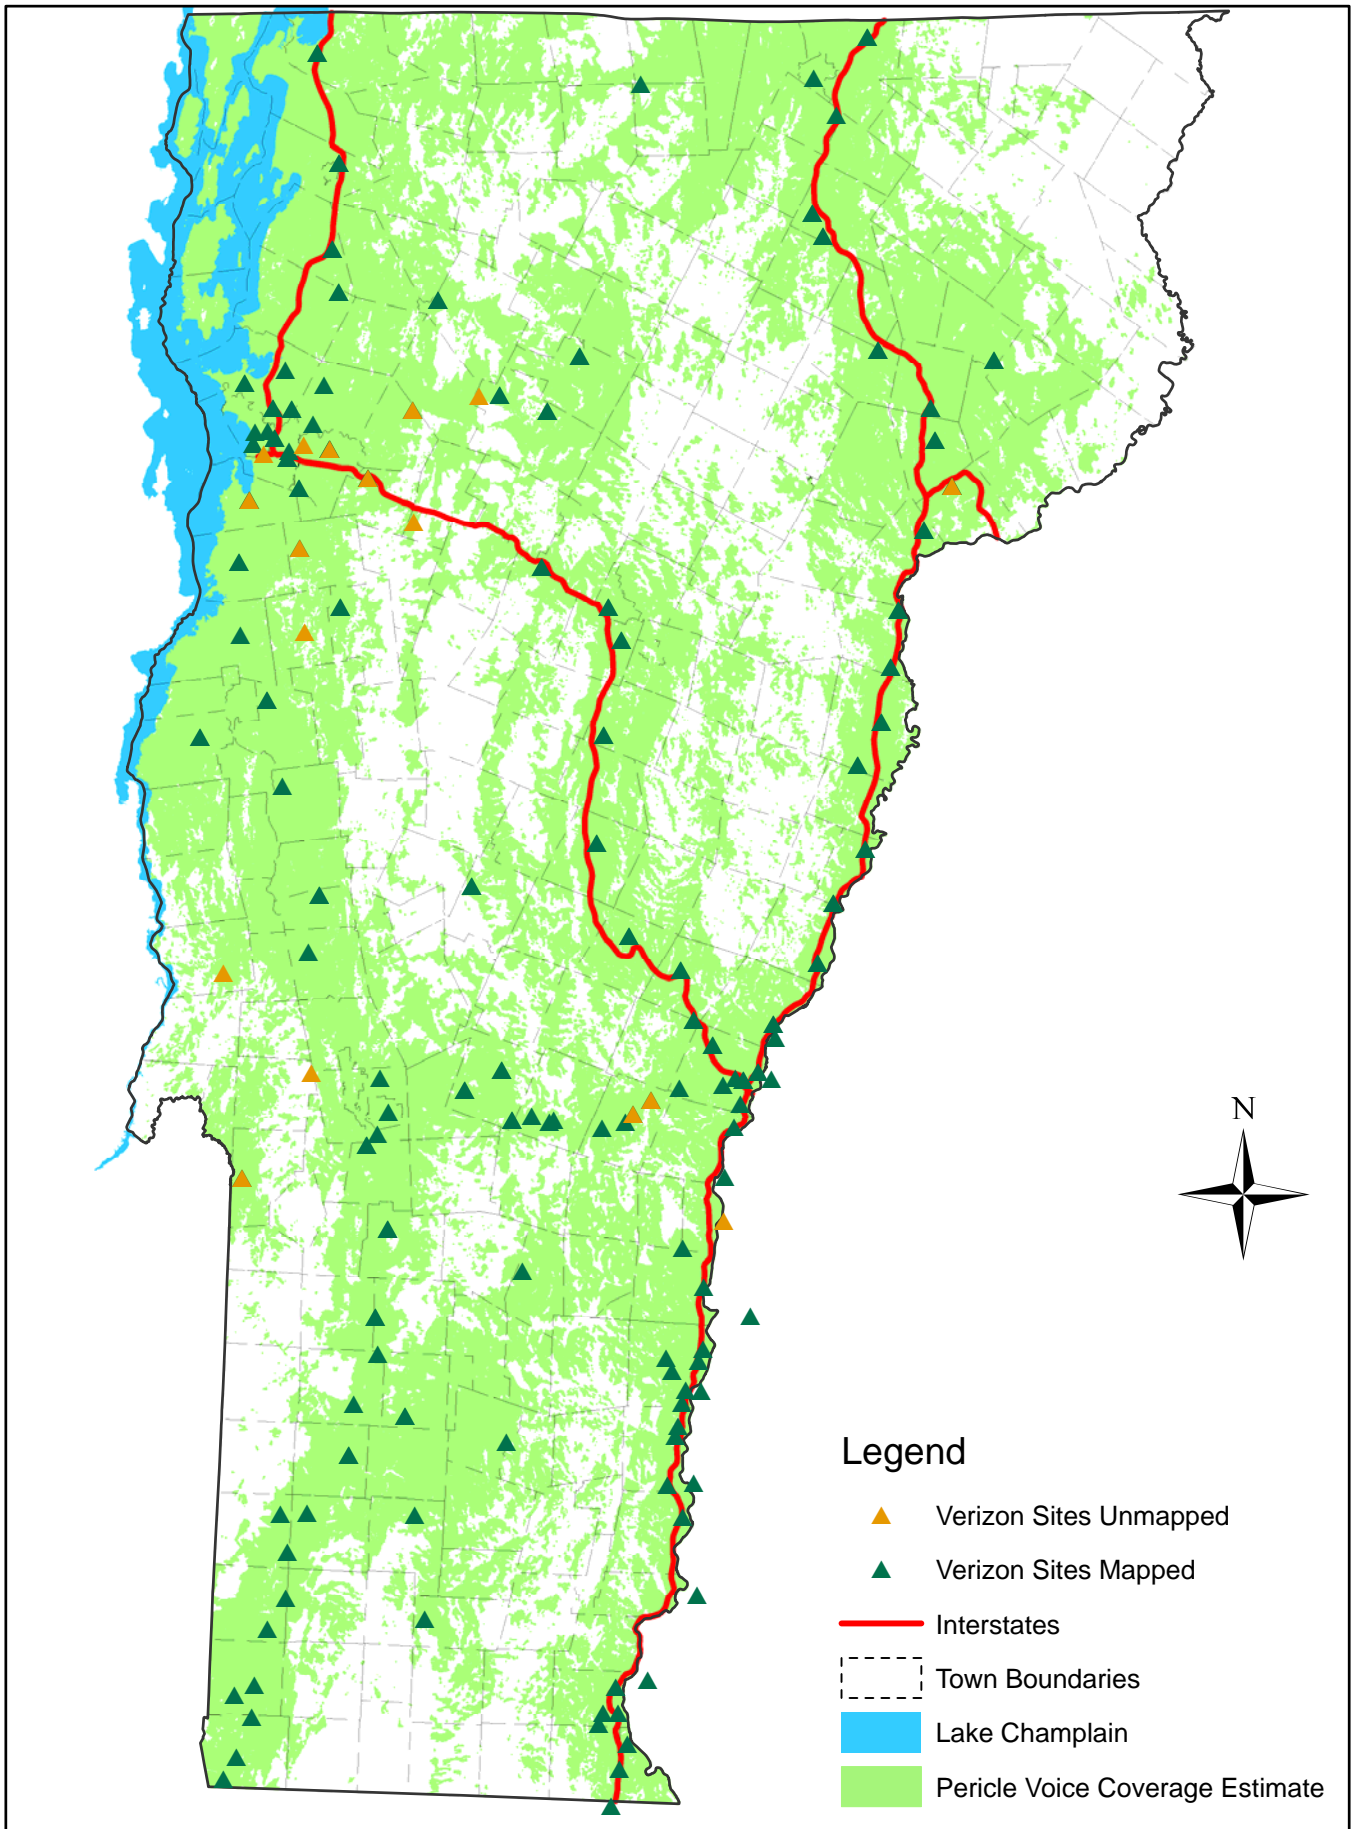 N
Legend
Verizon Sites Unmapped
Verizon Sites Mapped
Interstates
Town Boundaries
Lake Champlain
Pericle Voice Coverage Estimate